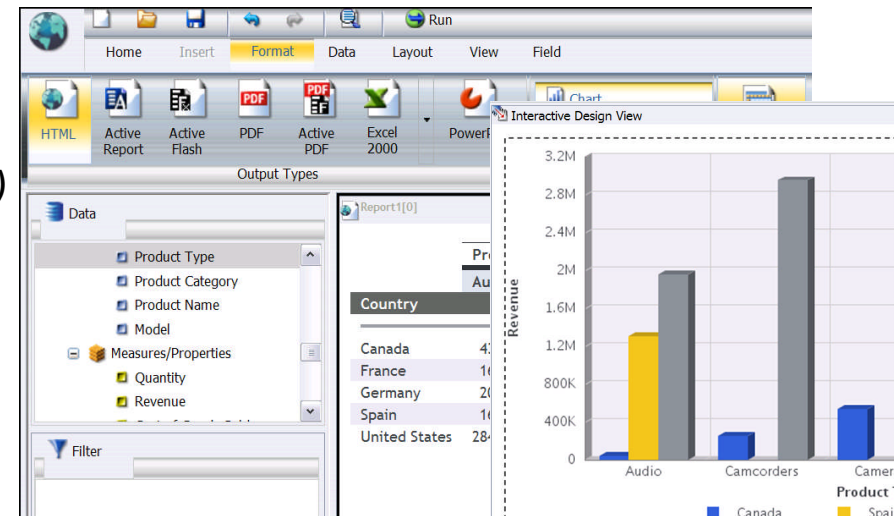 )
Run
Home Insert Format Data Layout View Field
HTML Active Report Active Flash PDF Active PDF Excel 2000 Chart
Output Types
Data
Product Type
Product Category
Product Name
Model
Measures/Properties
Quantity
Revenue
Filter
Report1[0]
Country
Canada
France
Germany
Spain
United States
Interactive Design View
3.2M
2.8M
2.4M
2M
1.6M
1.2M
800K
400K
0
Revenue
Audio Camcorders
Product
Canada